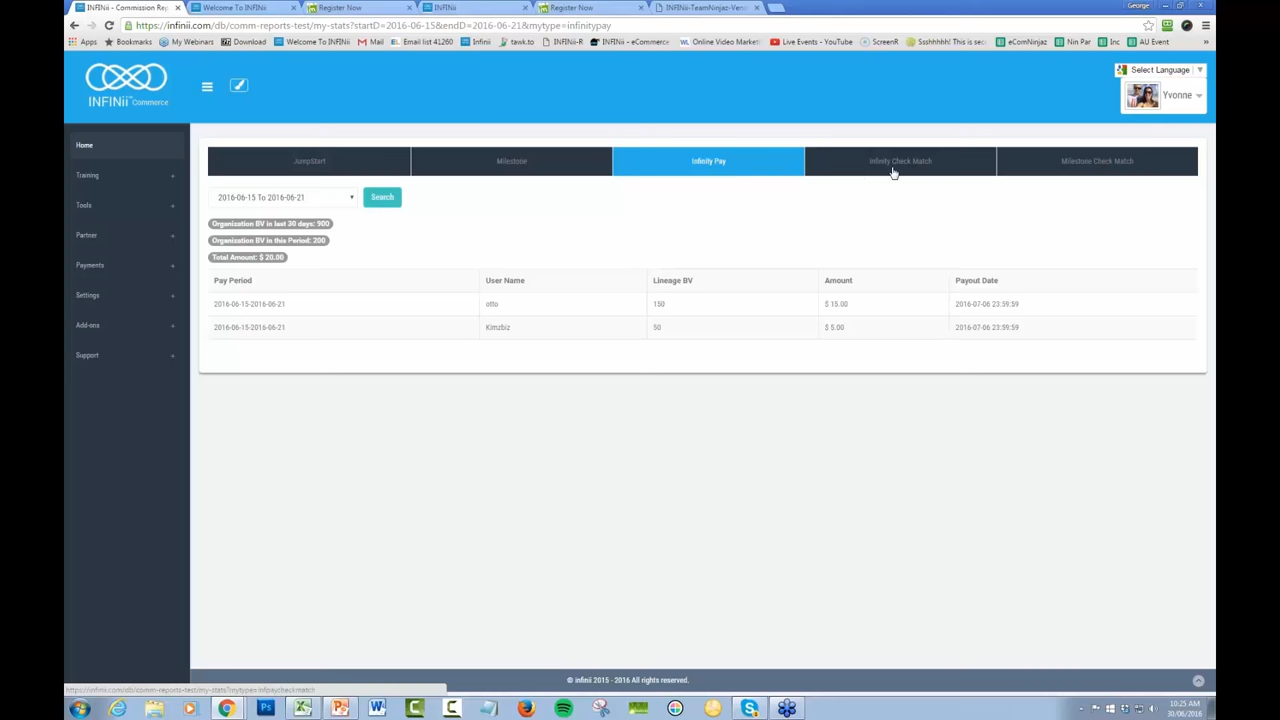 INFINii - Commission Rep
Welcome To INFINii
Register Now
INFINii
Register Now
INFINii-TeamNinjaz-Vens
George
https://infinii.com/db/comm-reports-test/my-stats?startD=2016-06-15&endD=2016-06-21&mytype=infinitypay
Apps
Bookmarks
My Webinars
Download
Welcome To INFINii
Mail
Email list 41260
Infinii
tawk.to
INFINii-R
INFINii - eCommerce
Online Video Market
Live Events - YouTube
ScreenR
Sssshhhh! This is sec
eComNinjaz
Nin Par
Inc
AU Event
»
INFINii™Commerce
Select Language ▼
Yvonne
Home
Training +
Tools +
Partner +
Payments +
Settings +
Add-ons +
Support +
JumpStart
Milestone
Infinity Pay
Infinity Check Match
Milestone Check Match
2016-06-15 To 2016-06-21
Search
Organization BV in last 30 days: 900
Organization BV in this Period: 200
Total Amount: $ 20.00
Pay Period User Name Lineage BV Amount Payout Date
2016-06-15-2016-06-21 otto 150 $ 15.00 2016-07-06 23:59:59
2016-06-15-2016-06-21 Kimzbiz 50 $ 5.00 2016-07-06 23:59:59
© infinii 2015 - 2016 All rights reserved.
https://infinii.com/db/comm-reports-test/my-stats?mytype=infipaycheckmatch
10:25 AM
30/06/2016